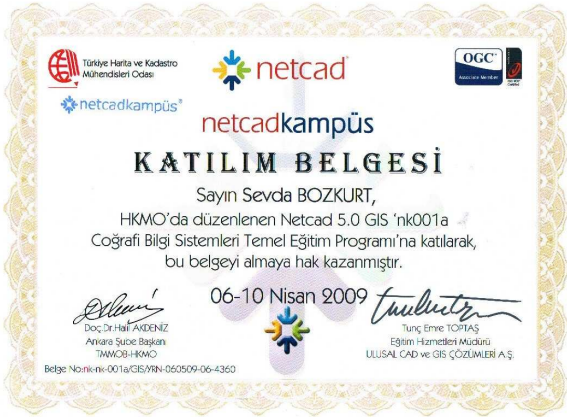 Türkiye Harita ve Kadastro
Mühendisleri Odası
netcadkampüs®
netcad®
OGC®
Associate Member
netcadkampüs
KATILIM BELGESİ
Sayın Sevda BOZKURT,
HKMO'da düzenlenen Netcad 5.0 GIS 'nk001a
Coğrafi Bilgi Sistemleri Temel Eğitim Programı'na katılarak,
bu belgeyi almaya hak kazanmıştır.
06-10 Nisan 2009
Doç.Dr.Halil AKDENİZ
Ankara Şube Başkanı
TMMOB-HKMO
Tunç Emre TOPTAŞ
Eğitim Hizmetleri Müdürü
ULUSAL CAD ve GIS ÇÖZÜMLERİ A.Ş.
Belge No:nk-nk-001a/GIS/YRN-060509-06-4360